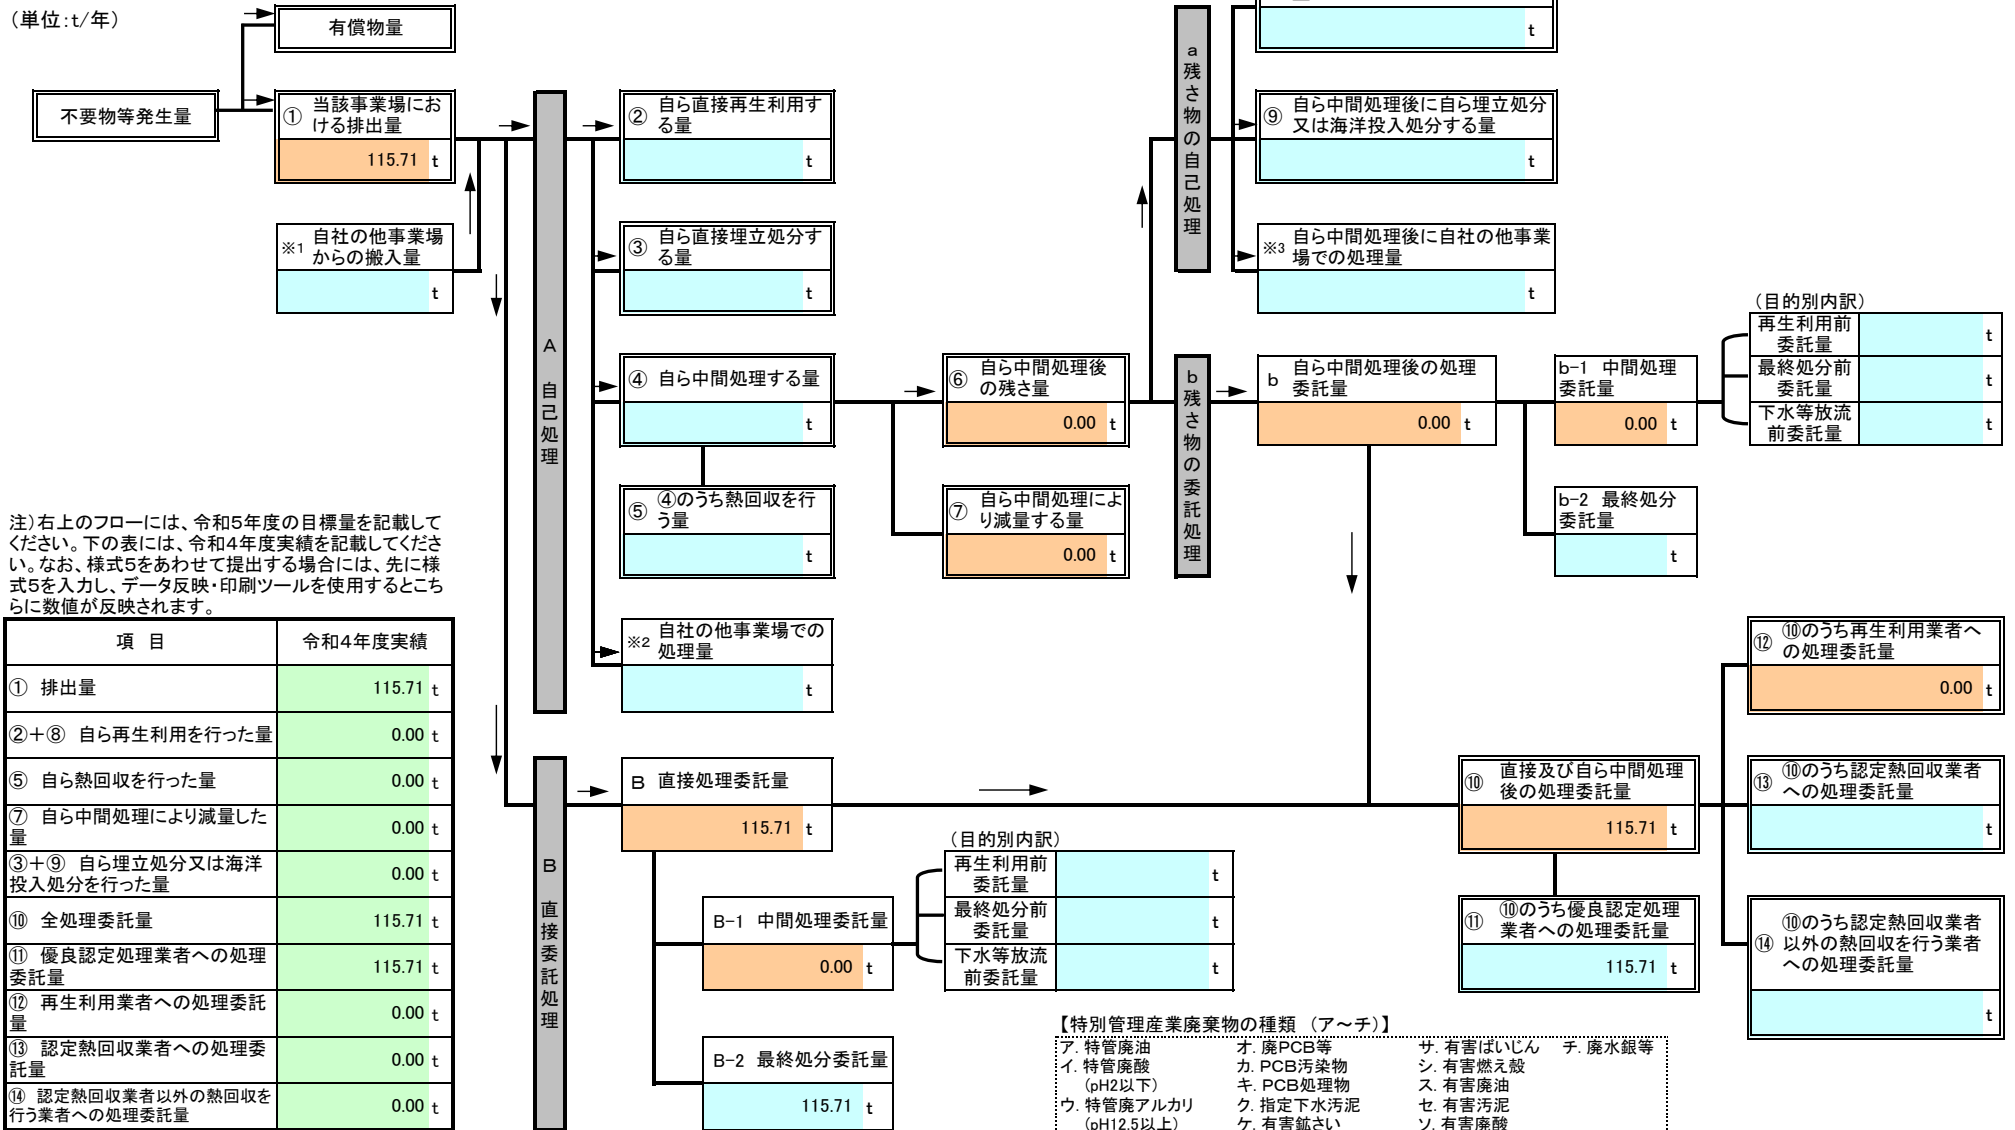 （単位:t/年）
有償物量
不要物等発生量
① 当該事業場にお
ける排出量
115.71 t
※1 自社の他事業場
からの搬入量
t
A 自己処理
② 自ら直接再生利用す
る量
t
③ 自ら直接埋立処分す
る量
t
④ 自ら中間処理する量
t
⑤ ④のうち熱回収を行
う量
t
※2 自社の他事業場での
処理量
t
⑥ 自ら中間処理後
の残さ量
0.00 t
⑦ 自ら中間処理によ
り減量する量
0.00 t
a 残さ物の自己処理
t
⑨ 自ら中間処理後に自ら埋立処分
又は海洋投入処分する量
t
※3 自ら中間処理後に自社の他事業
場での処理量
t
b 残さ物の委託処理
b 自ら中間処理後の処理
委託量
0.00 t
b-1 中間処理
委託量
0.00 t
b-2 最終処分
委託量
t
（目的別内訳）
再生利用前
委託量
t
最終処分前
委託量
t
下水等放流
前委託量
t
注）右上のフローには、令和5年度の目標量を記載して
ください。下の表には、令和4年度実績を記載してくださ
い。なお、様式5をあわせて提出する場合には、先に様
式5を入力し、データ反映・印刷ツールを使用するとこち
らに数値が反映されます。
項 目 令和4年度実績
① 排出量 115.71 t
②＋⑧ 自ら再生利用を行った量 0.00 t
⑤ 自ら熱回収を行った量 0.00 t
⑦ 自ら中間処理により減量した
量 0.00 t
③＋⑨ 自ら埋立処分又は海洋
投入処分を行った量 0.00 t
⑩ 全処理委託量 115.71 t
⑪ 優良認定処理業者への処理
委託量 115.71 t
⑫ 再生利用業者への処理委託
量 0.00 t
⑬ 認定熱回収業者への処理委
託量 0.00 t
⑭ 認定熱回収業者以外の熱回収を
行う業者への処理委託量 0.00 t
B 直接委託処理
B 直接処理委託量
115.71 t
B-1 中間処理委託量
0.00 t
B-2 最終処分委託量
115.71 t
（目的別内訳）
再生利用前
委託量
t
最終処分前
委託量
t
下水等放流
前委託量
t
⑩ 直接及び自ら中間処理
後の処理委託量
115.71 t
⑪ ⑩のうち優良認定処理
業者への処理委託量
115.71 t
⑫ ⑩のうち再生利用業者へ
の処理委託量
0.00 t
⑬ ⑩のうち認定熱回収業者
への処理委託量
t
⑭ ⑩のうち認定熱回収業者
以外の熱回収を行う業者
への処理委託量
t
【特別管理産業廃棄物の種類 （ア～チ）】
ア. 特管廃油 オ. 廃PCB等 サ. 有害ばいじん チ. 廃水銀等
イ. 特管廃酸 カ. PCB汚染物 シ. 有害燃え殻
（pH2以下） キ. PCB処理物 ス. 有害廃油
ウ. 特管廃アルカリ ク. 指定下水汚泥 セ. 有害汚泥
（pH12.5以上） ケ. 有害鉱さい ソ. 有害廃酸